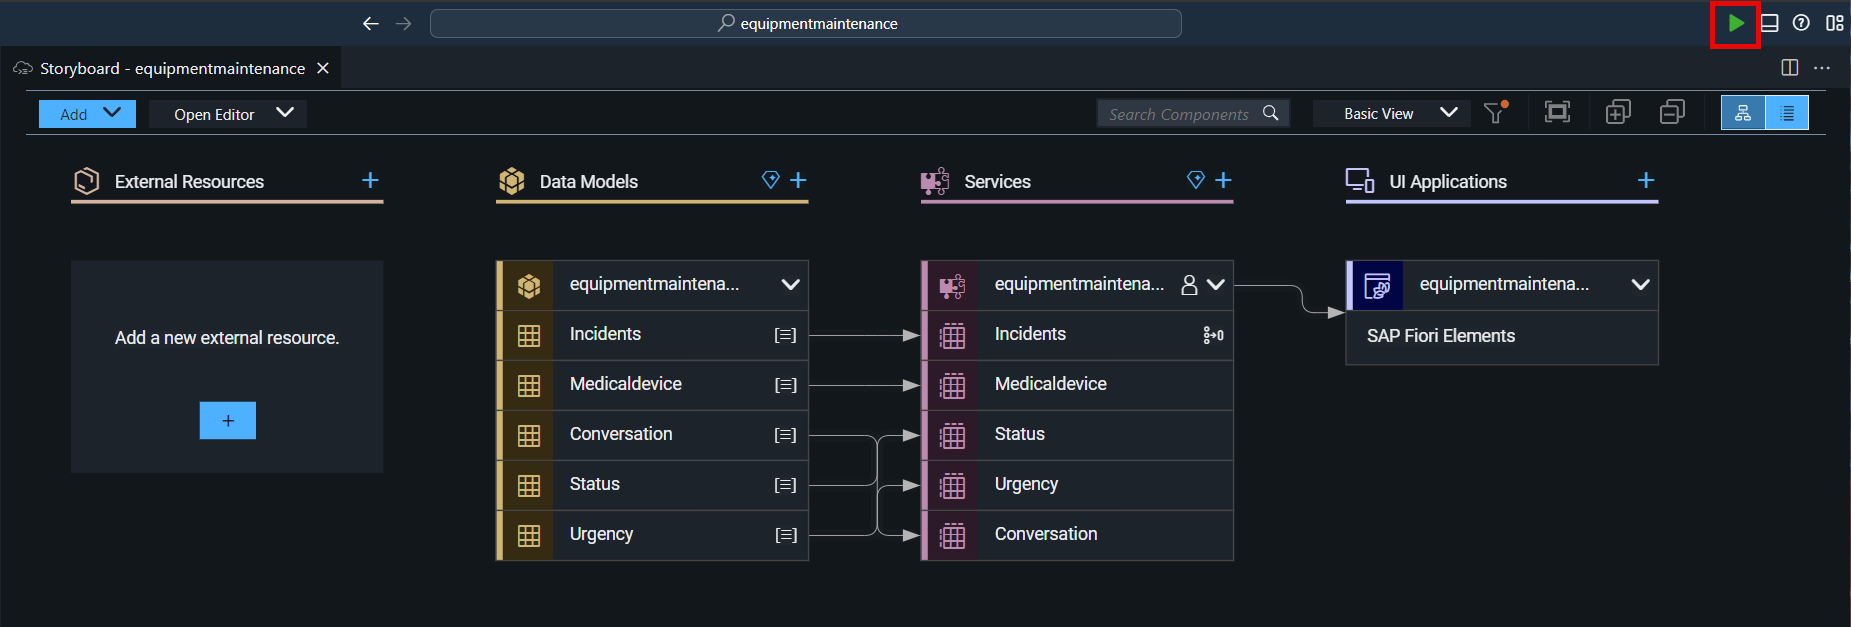 equipmentmaintenance
Storyboard - equipmentmaintenance
Add
Open Editor
Search Components
Basic View
External Resources
Data Models
Services
UI Applications
Add a new external resource.
equipmentmaintena...
Incidents
Medicaldevice
Conversation
Status
Urgency
equipmentmaintena...
Incidents
Medicaldevice
Status
Urgency
Conversation
equipmentmaintena...
SAP Fiori Elements